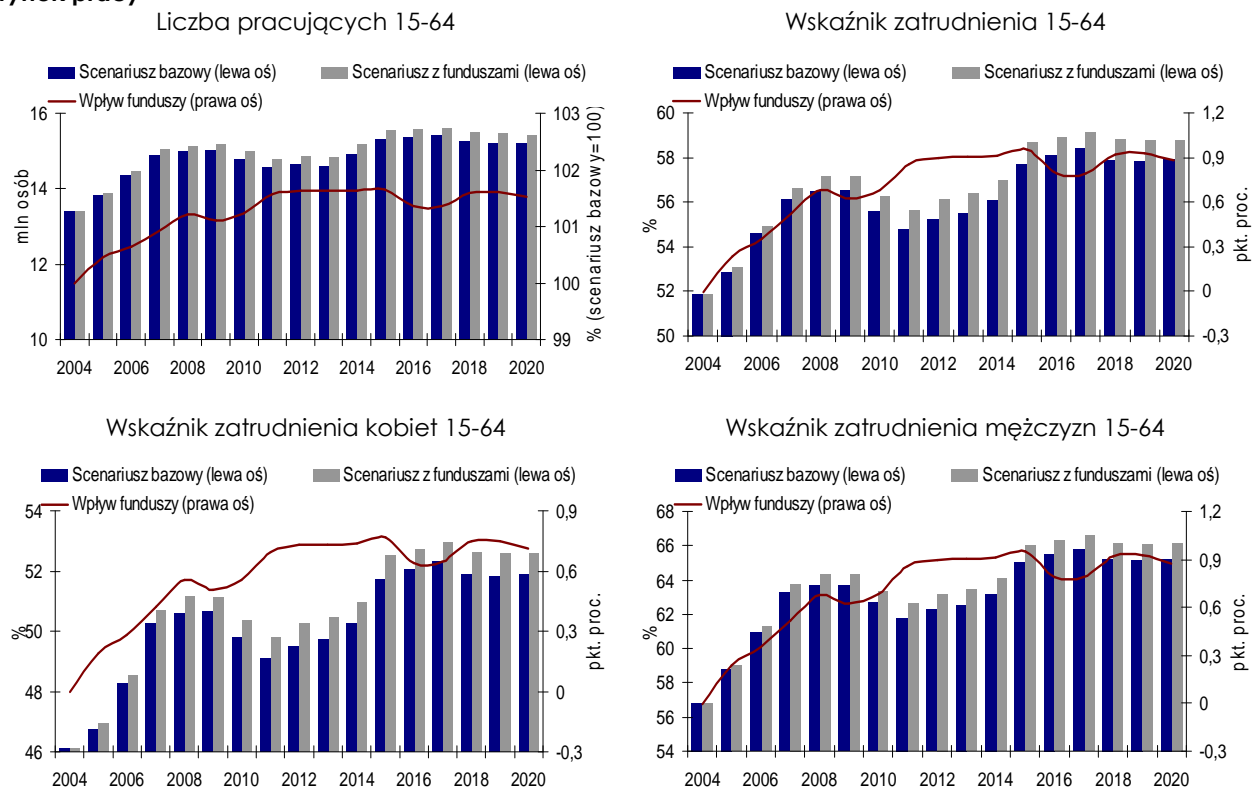 Liczba pracujących 15-64
Scenariusz bazowy (lewa oś)
Scenariusz z funduszami (lewa oś)
Wpływ funduszy (prawa oś)
16
14
12
10
mln osób
103
102
101
100
99
% (scenariusz bazowy=100)
2004 2006 2008 2010 2012 2014 2016 2018 2020
Wskaźnik zatrudnienia 15-64
Scenariusz bazowy (lewa oś)
Scenariusz z funduszami (lewa oś)
Wpływ funduszy (prawa oś)
60
58
56
54
52
50
%
1,2
0,9
0,6
0,3
0
-0,3
pkt. proc.
2004 2006 2008 2010 2012 2014 2016 2018 2020
Wskaźnik zatrudnienia kobiet 15-64
Scenariusz bazowy (lewa oś)
Scenariusz z funduszami (lewa oś)
Wpływ funduszy (prawa oś)
54
52
50
48
46
%
0,9
0,6
0,3
0
-0,3
pkt. proc.
2004 2006 2008 2010 2012 2014 2016 2018 2020
Wskaźnik zatrudnienia mężczyzn 15-64
Scenariusz bazowy (lewa oś)
Scenariusz z funduszami (lewa oś)
Wpływ funduszy (prawa oś)
68
66
64
62
60
58
56
54
%
1,2
0,9
0,6
0,3
0
-0,3
pkt. proc.
2004 2006 2008 2010 2012 2014 2016 2018 2020